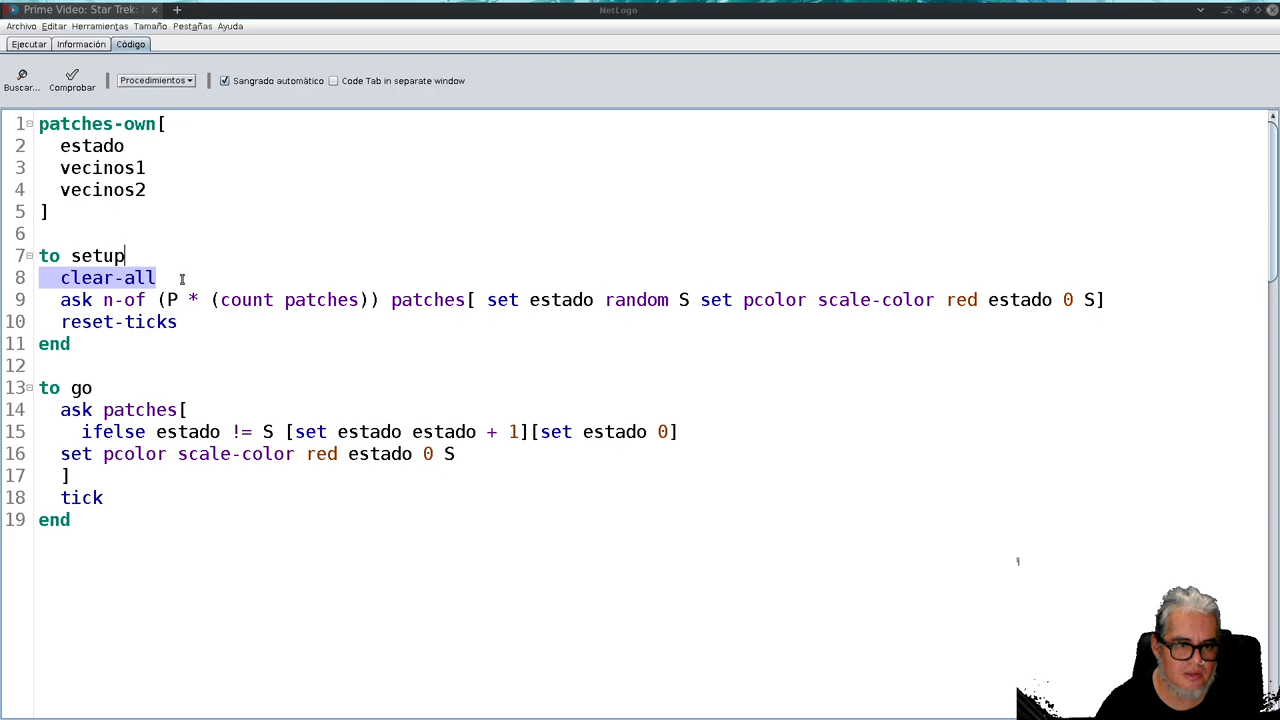 Prime Video: Star Trek:
NetLogo
Archivo Editar Herramientas Tamaño Pestañas Ayuda
Ejecutar Información Código
Buscar... Comprobar Procedimientos Sangrado automático Code Tab in separate window
1 patches-own[
2 estado
3 vecinos1
4 vecinos2
5 ]
6
7 to setup
8 clear-all
9 ask n-of (P * (count patches)) patches[ set estado random S set pcolor scale-color red estado 0 S]
10 reset-ticks
11 end
12
13 to go
14 ask patches[
15 ifelse estado != S [set estado estado + 1][set estado 0]
16 set pcolor scale-color red estado 0 S
17 ]
18 tick
19 end